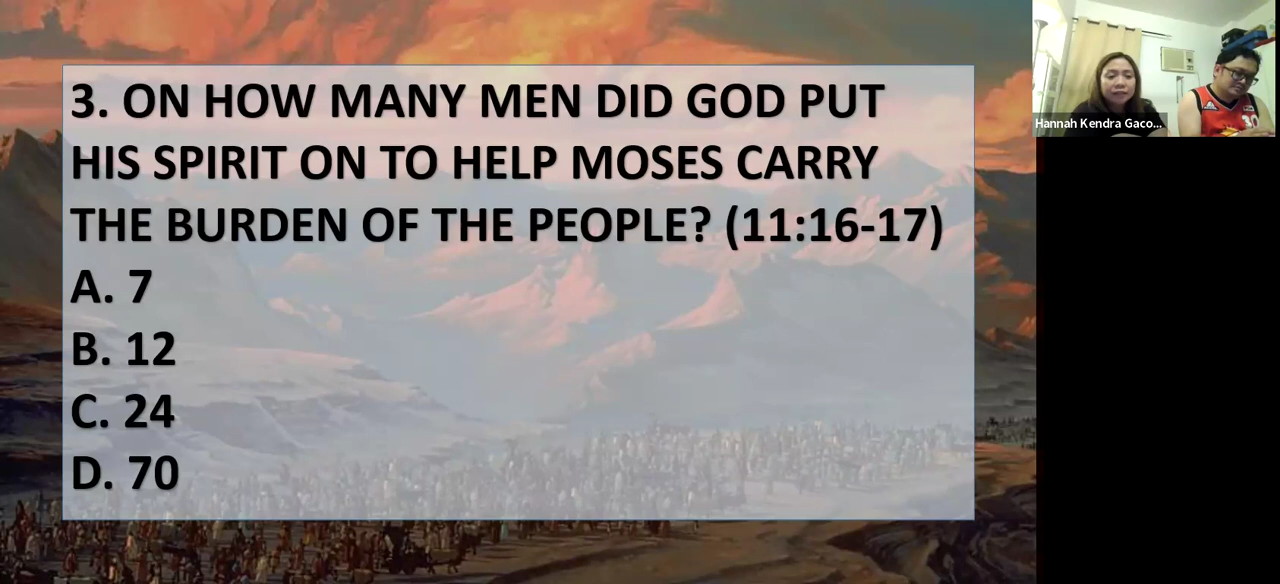 3. ON HOW MANY MEN DID GOD PUT
HIS SPIRIT ON TO HELP MOSES CARRY
THE BURDEN OF THE PEOPLE? (11:16-17)
A. 7
B. 12
C. 24
D. 70
Hannah Kendra Gaco...
30